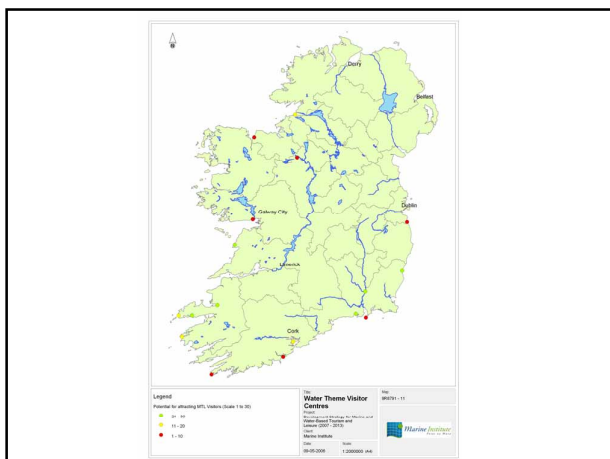 N
Derry
Belfast
Dublin
Galway City
Limerick
Cork
Legend
Potential for attracting MTL Visitors (Scale 1 to 30)
11 - 20
1 - 10
Title
Water Theme Visitor
Centres
Project
Water-Based Tourism and
Leisure (2007 - 2013)
Client
Marine Institute
Date
Scale
09-05-2006
1:2000000 (A4)
Map
Marine Institute